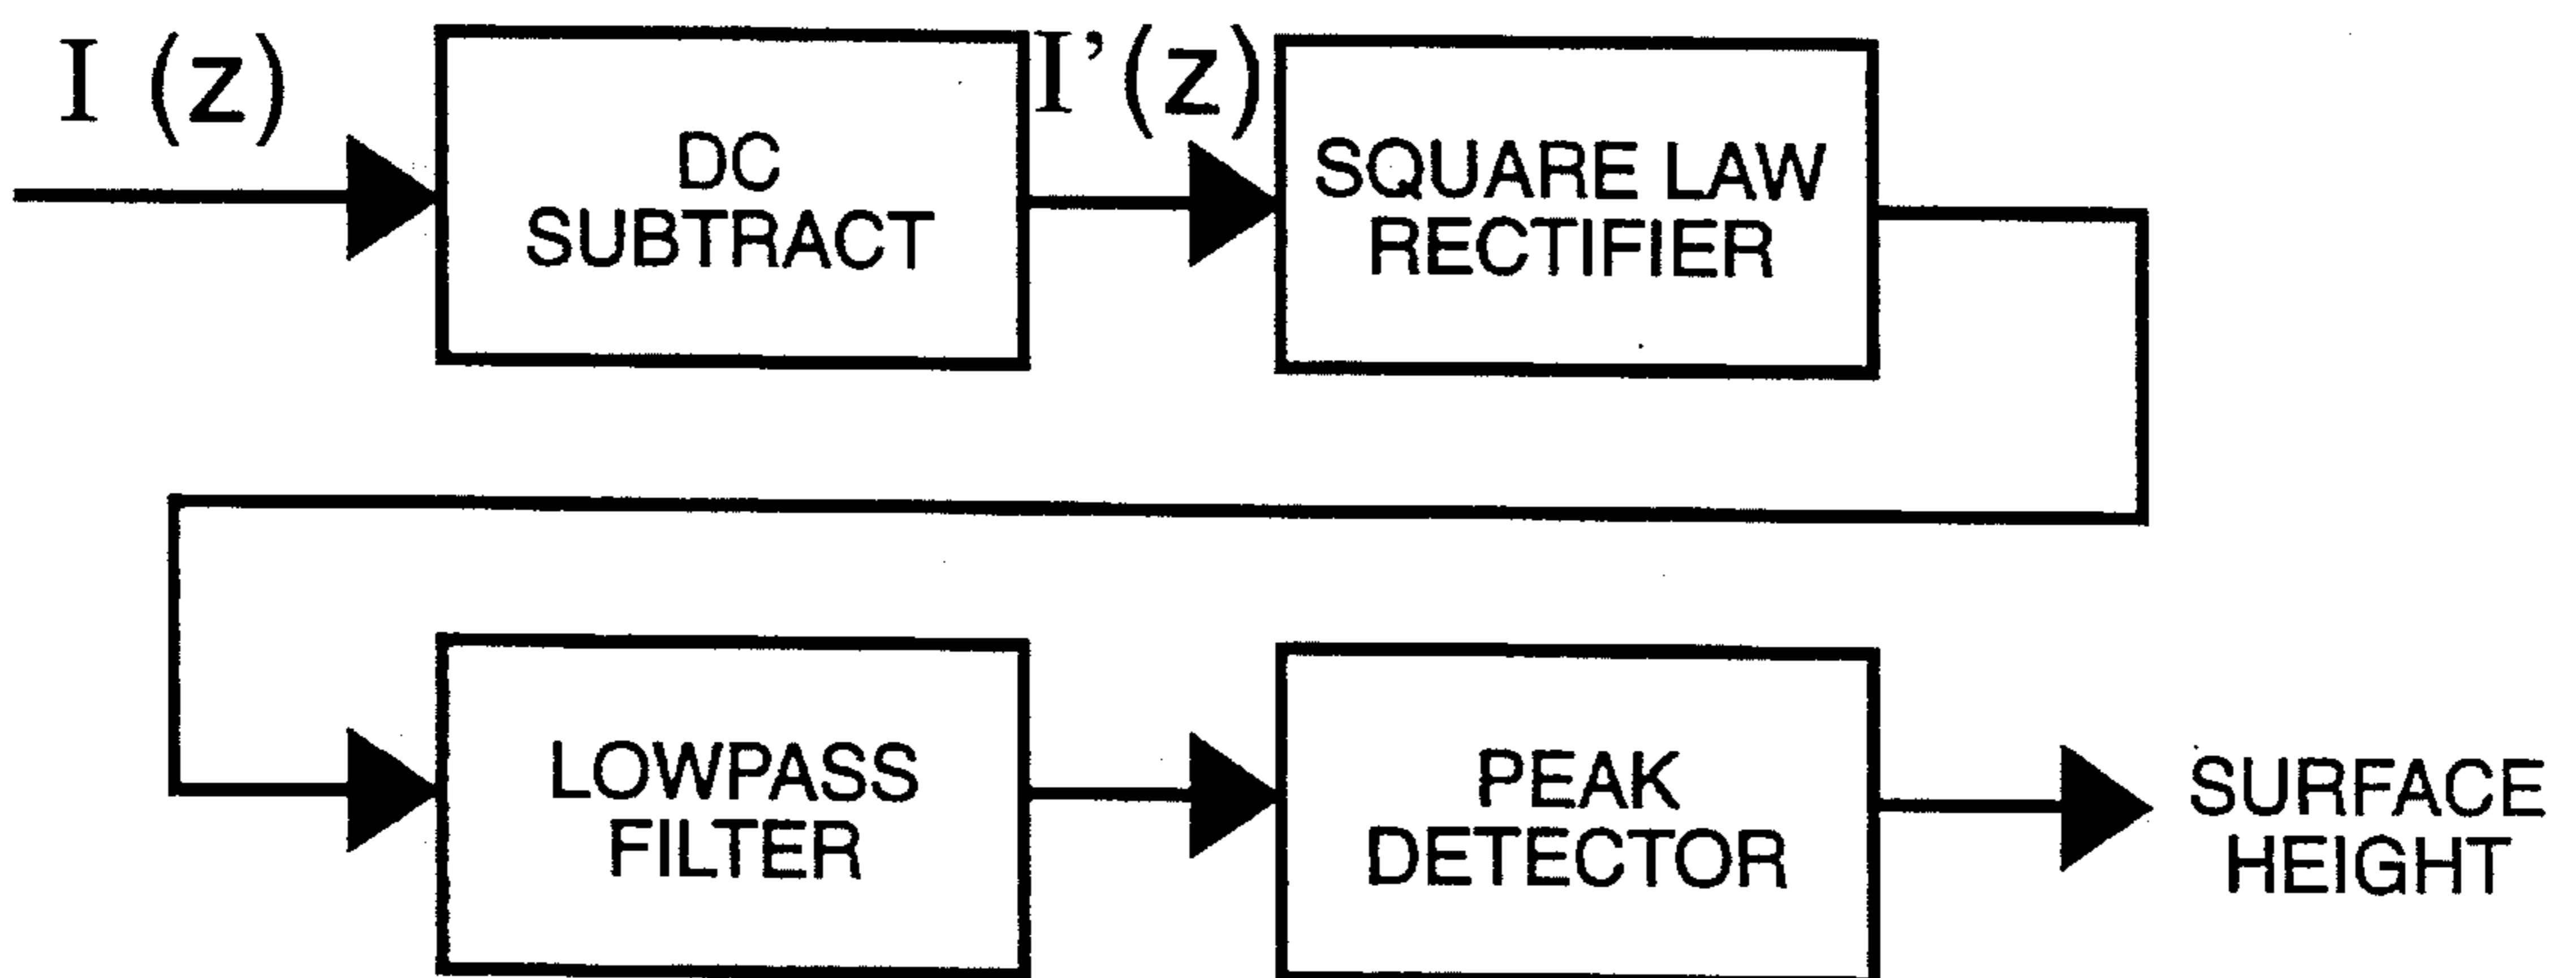 I (z)
DC
SUBTRACT
I'(z)
SQUARE LAW
RECTIFIER
LOWPASS
FILTER
PEAK
DETECTOR
SURFACE
HEIGHT